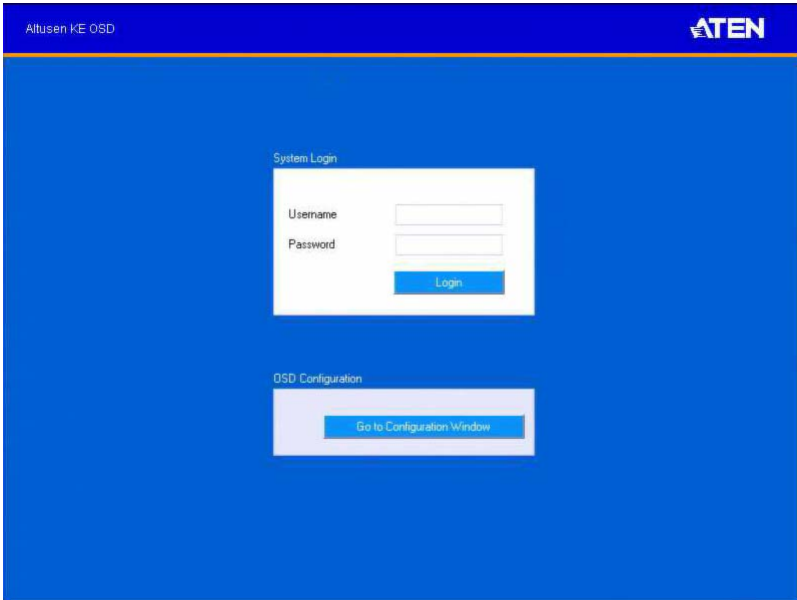 Altusen KE OSD
ATEN
System Login
Username
Password
Login
OSD Configuration
Go to Configuration Window